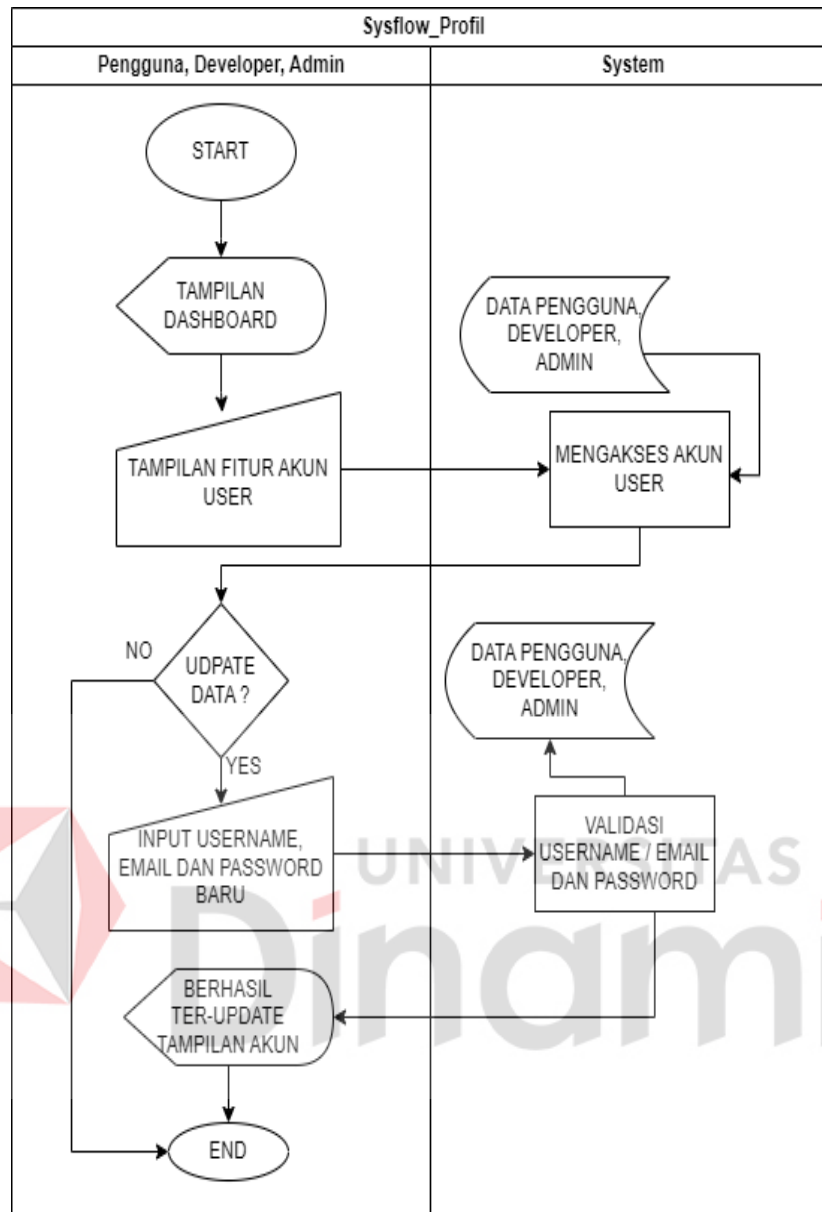 Sysflow_Profil
Pengguna, Developer, Admin
System
START
TAMPILAN
DASHBOARD
DATA PENGGUNA,
DEVELOPER,
ADMIN
TAMPILAN FITUR AKUN
USER
MENGAKSES AKUN
USER
NO
UDPATE
DATA ?
YES
DATA PENGGUNA,
DEVELOPER,
ADMIN
INPUT USERNAME,
EMAIL DAN PASSWORD
BARU
VALIDASI
USERNAME/ EMAIL
DAN PASSWORD
BERHASIL
TER-UPDATE
TAMPILAN AKUN
END
UNIVERSITAS
Dinami